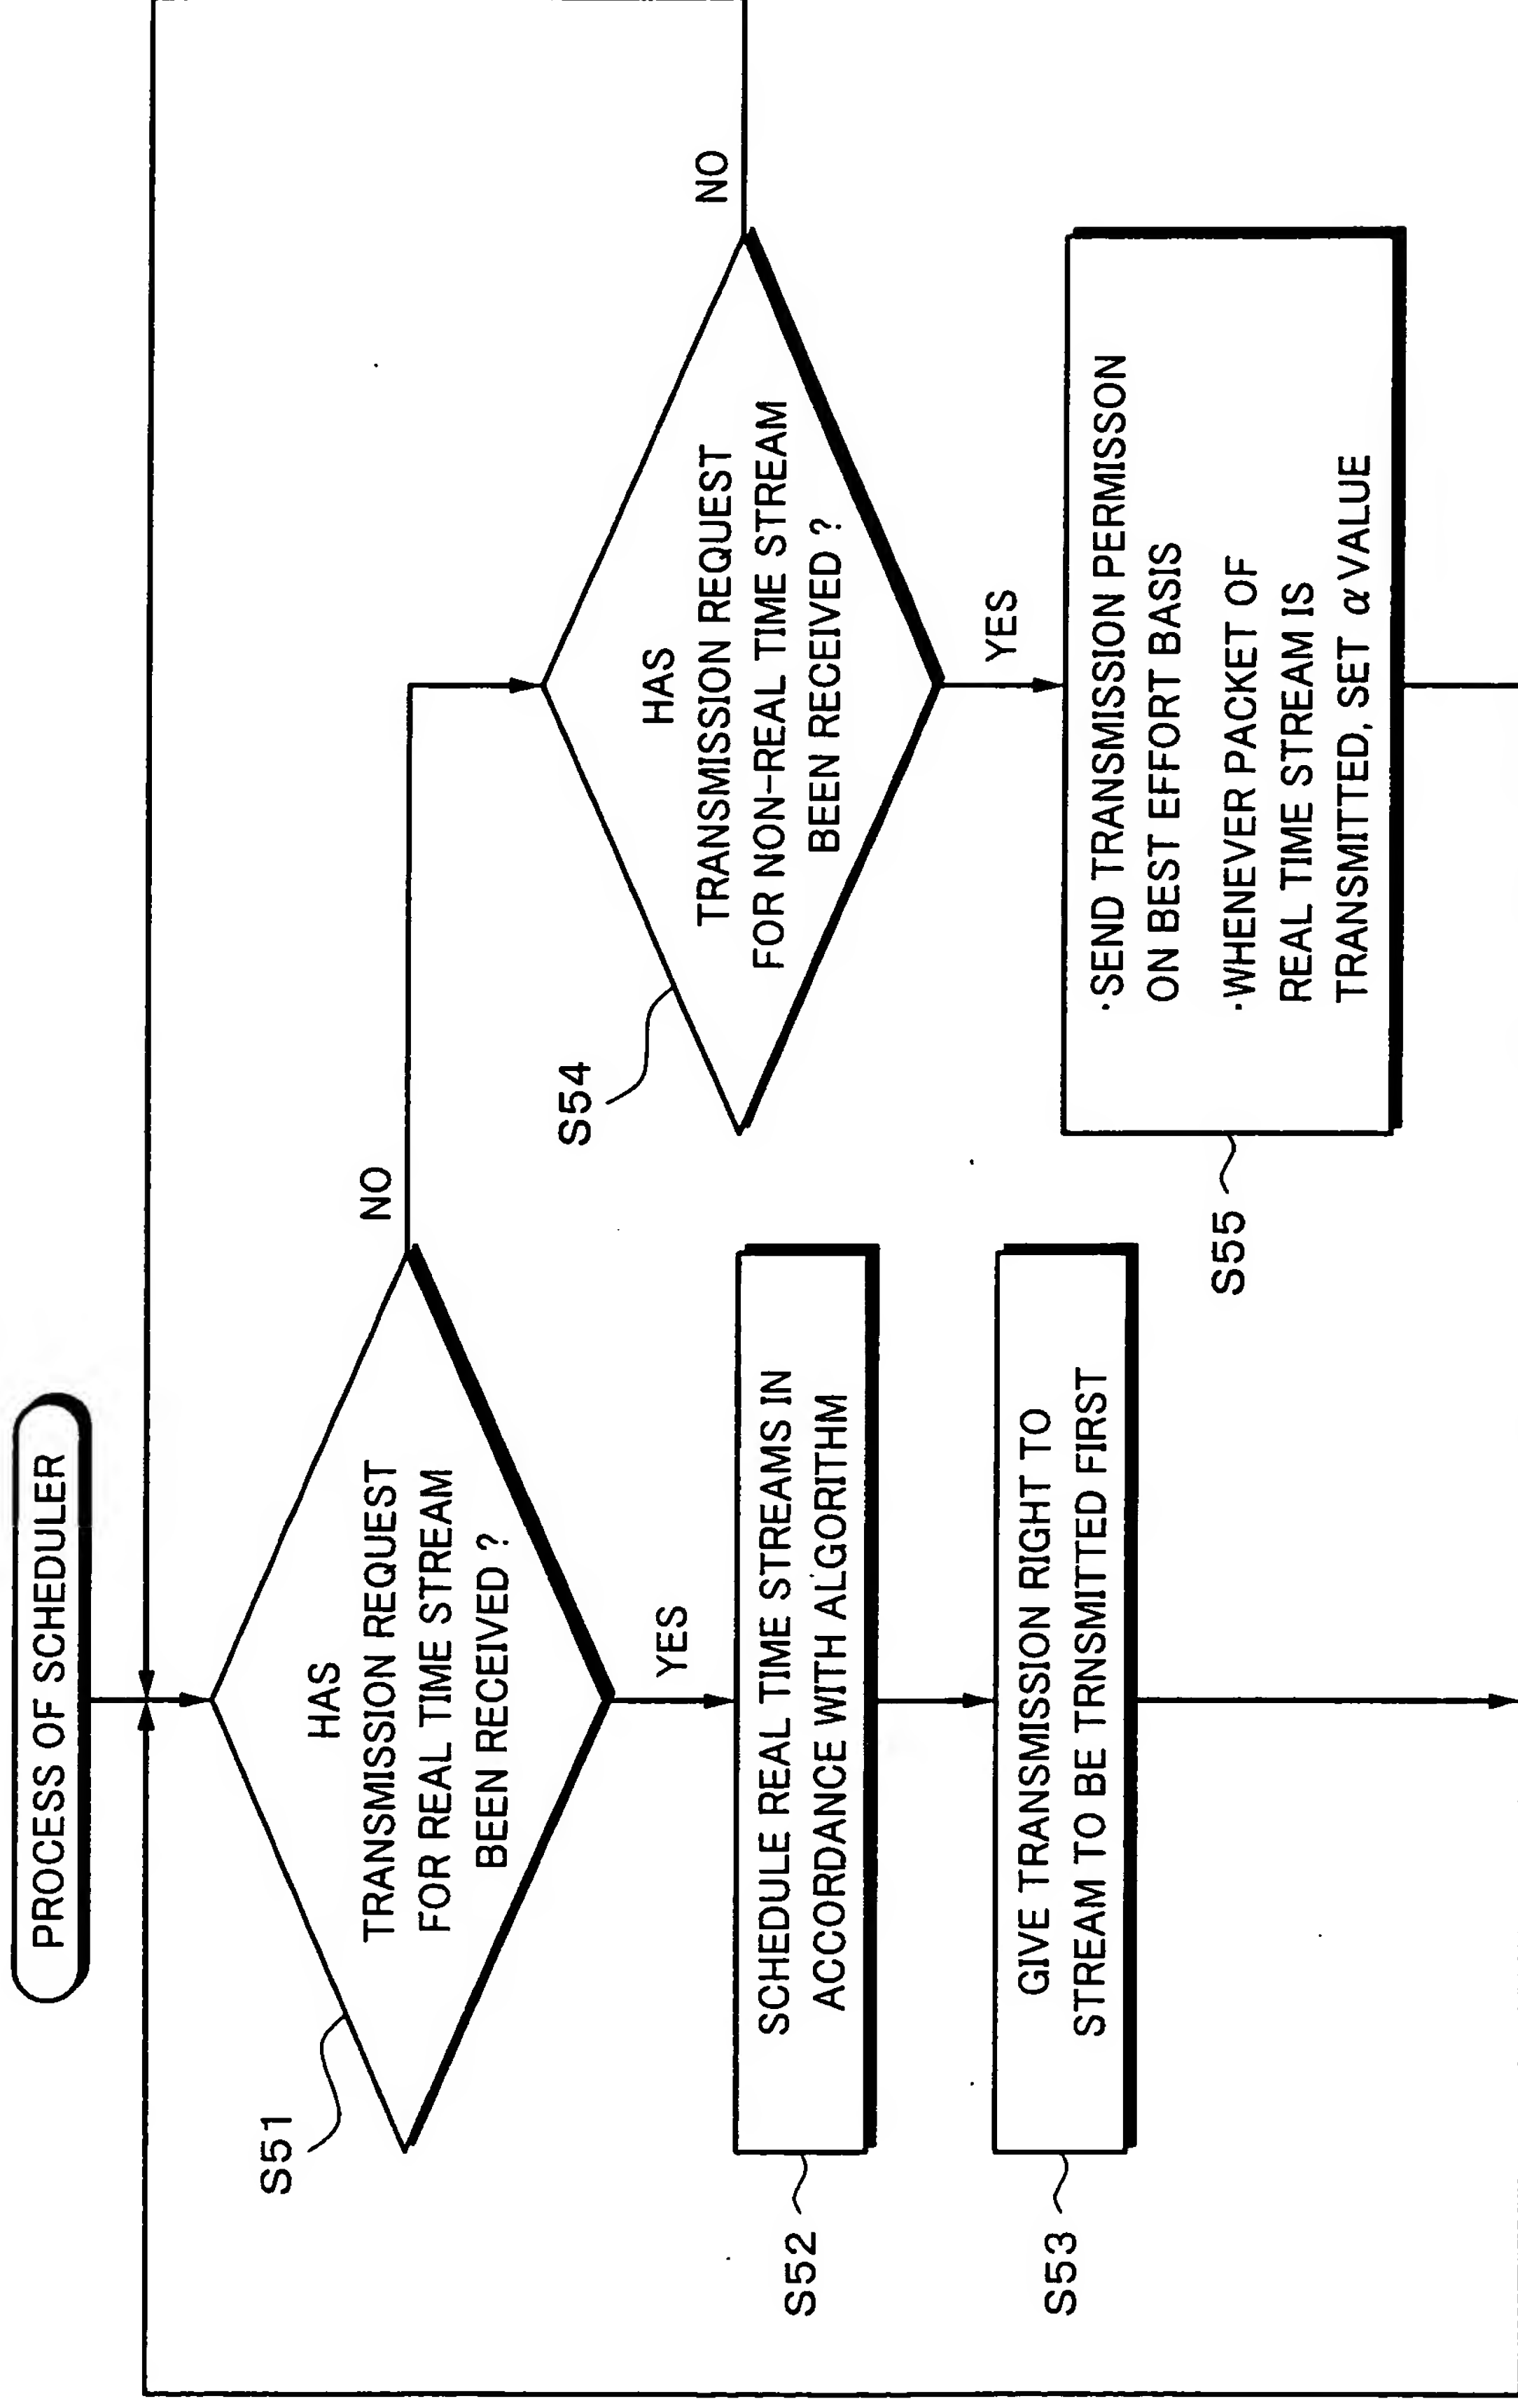 PROCESS OF SCHEDULER
S51
HAS
TRANSMISSION REQUEST
FOR REAL TIME STREAM
BEEN RECEIVED ?
NO
YES
S52
SCHEDULE REAL TIME STREAMS IN
ACCORDANCE WITH ALGORITHM
S53
GIVE TRANSMISSION RIGHT TO
STREAM TO BE TRNSMITTED FIRST
S54
HAS
TRANSMISSION REQUEST
FOR NON-REAL TIME STREAM
BEEN RECEIVED ?
NO
YES
S55
·SEND TRANSMISSION PERMISSON
ON BEST EFFORT BASIS
·WHENEVER PACKET OF
REAL TIME STREAM IS
TRANSMITTED, SET α VALUE